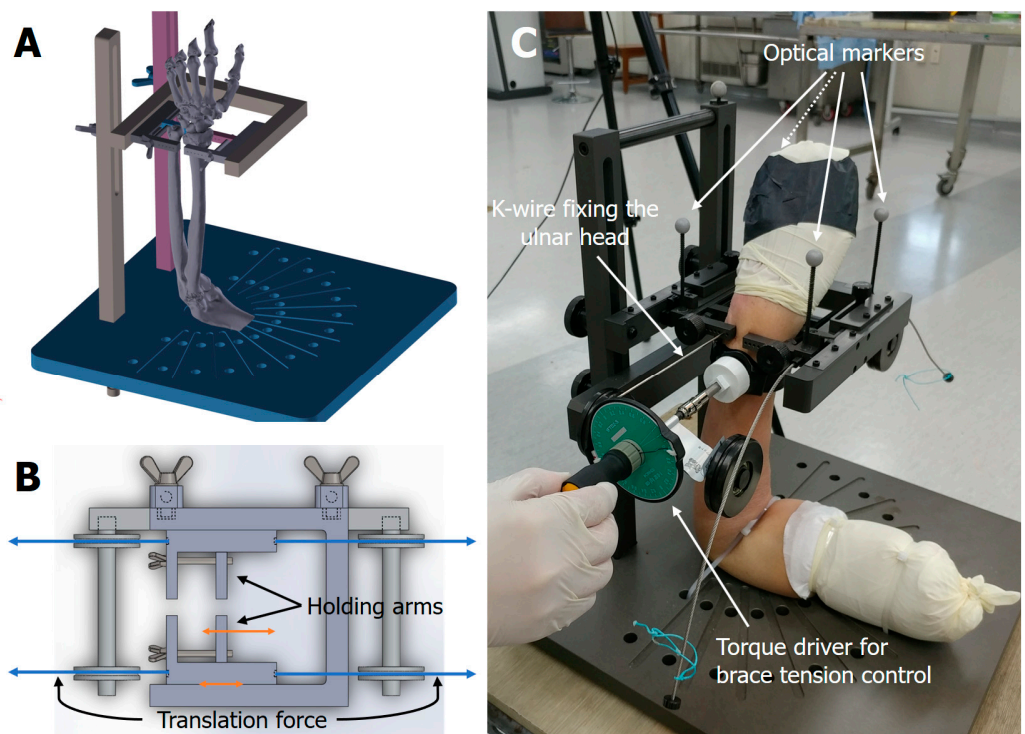 A
B
Holding arms
Translation force
C
Optical markers
K-wire fixing the
ulnar head
Torque driver for
brace tension control